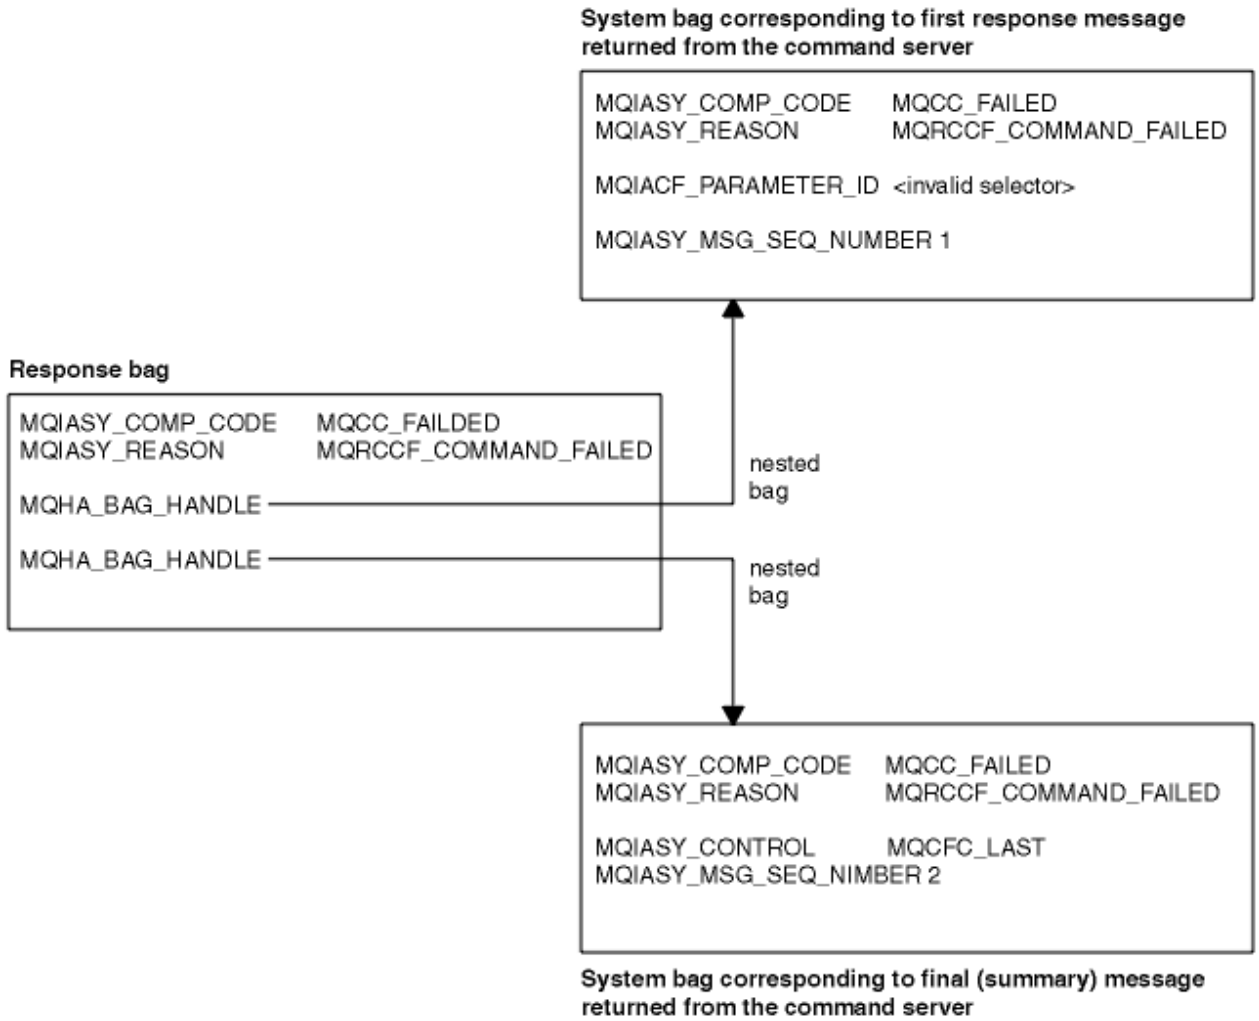 System bag corresponding to first response message
returned from the command server
MQIASY_COMP_CODE MQCC_FAILED
MQIASY_REASON MQRCCF_COMMAND_FAILED
MQIACF_PARAMETER_ID <invalid selector>
MQIASY_MSG_SEQ_NUMBER 1
Response bag
MQIASY_COMP_CODE MQCC_FAILDED
MQIASY_REASON MQRCCF_COMMAND_FAILED
MQHA_BAG_HANDLE
MQHA_BAG_HANDLE
nested
bag
nested
bag
MQIASY_COMP_CODE MQCC_FAILED
MQIASY_REASON MQRCCF_COMMAND_FAILED
MQIASY_CONTROL MQCFC_LAST
MQIASY_MSG_SEQ_NIMBER 2
System bag corresponding to final (summary) message
returned from the command server